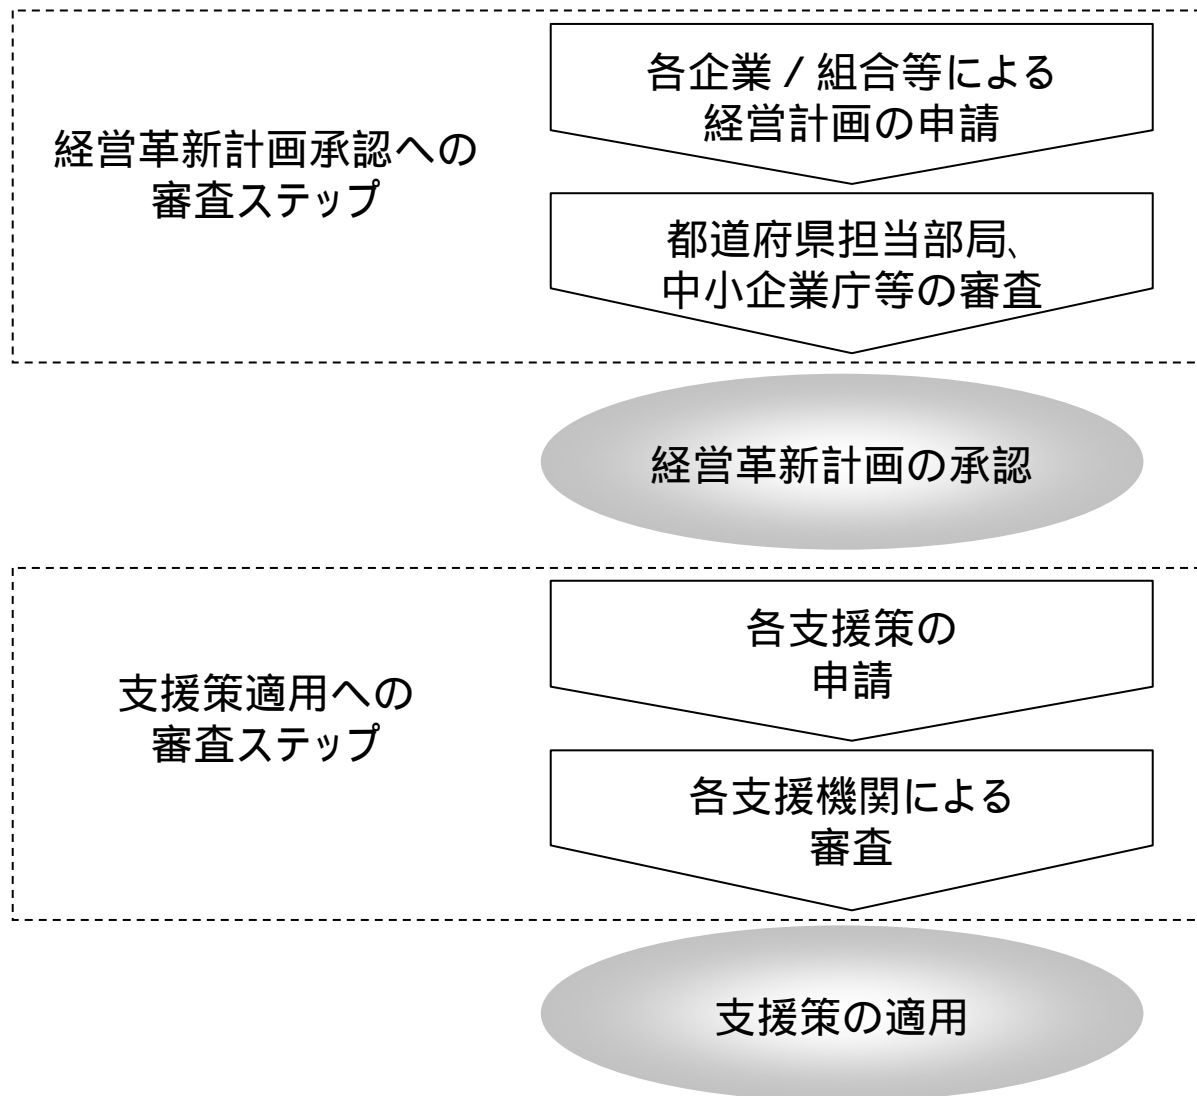 経営革新計画承認への
審査ステップ
各企業 / 組合等による
経営計画の申請
都道府県担当部局、
中小企業庁等の審査
経営革新計画の承認
支援策適用への
審査ステップ
各支援策の
申請
各支援機関による
審査
支援策の適用